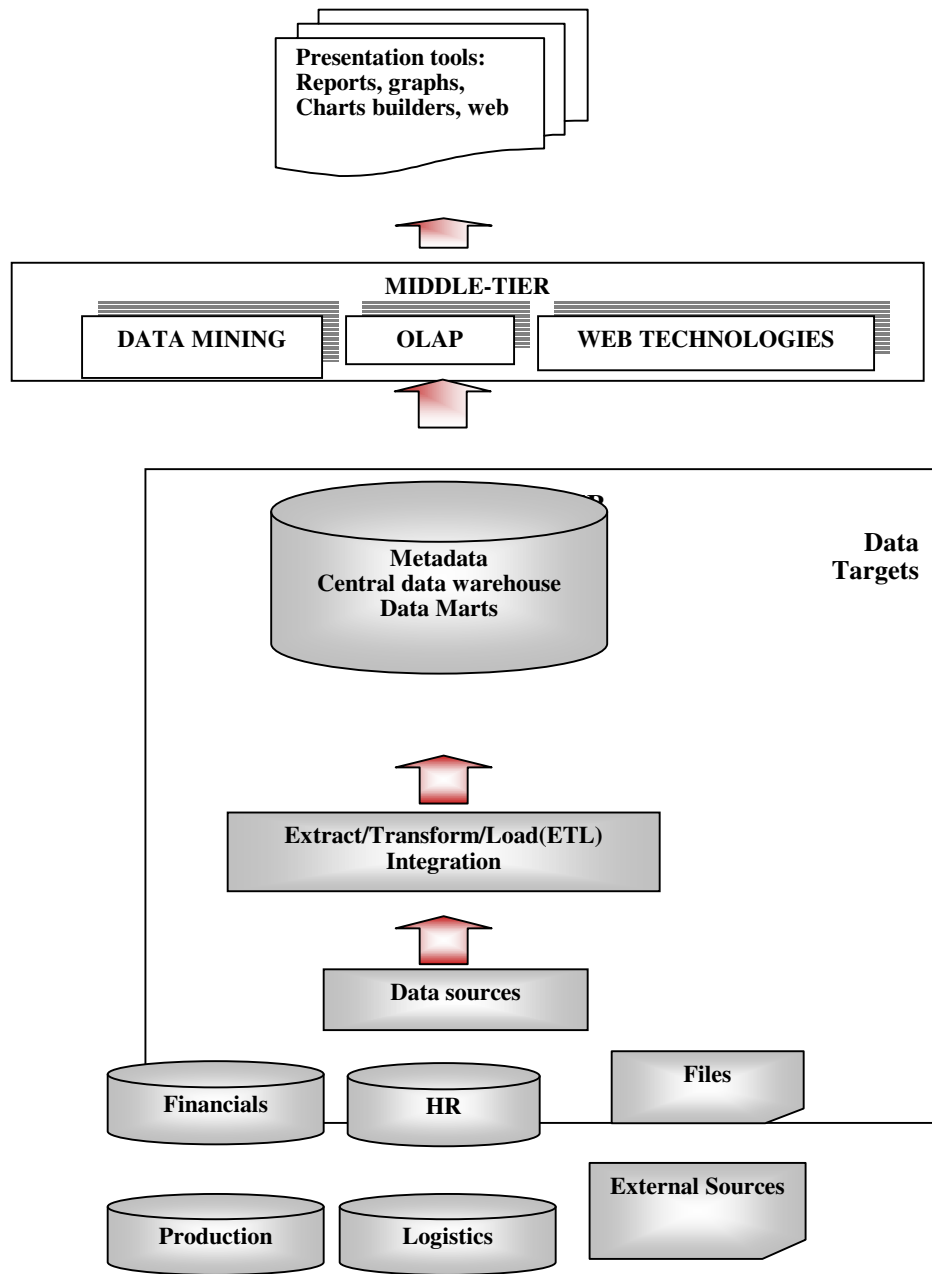 Presentation tools:
Reports, graphs,
Charts builders, web
MIDDLE-TIER
DATA MINING
OLAP
WEB TECHNOLOGIES
Data
Targets
Metadata
Central data warehouse
Data Marts
Extract/Transform/Load(ETL)
Integration
Data sources
Financials
HR
Files
External Sources
Production
Logistics